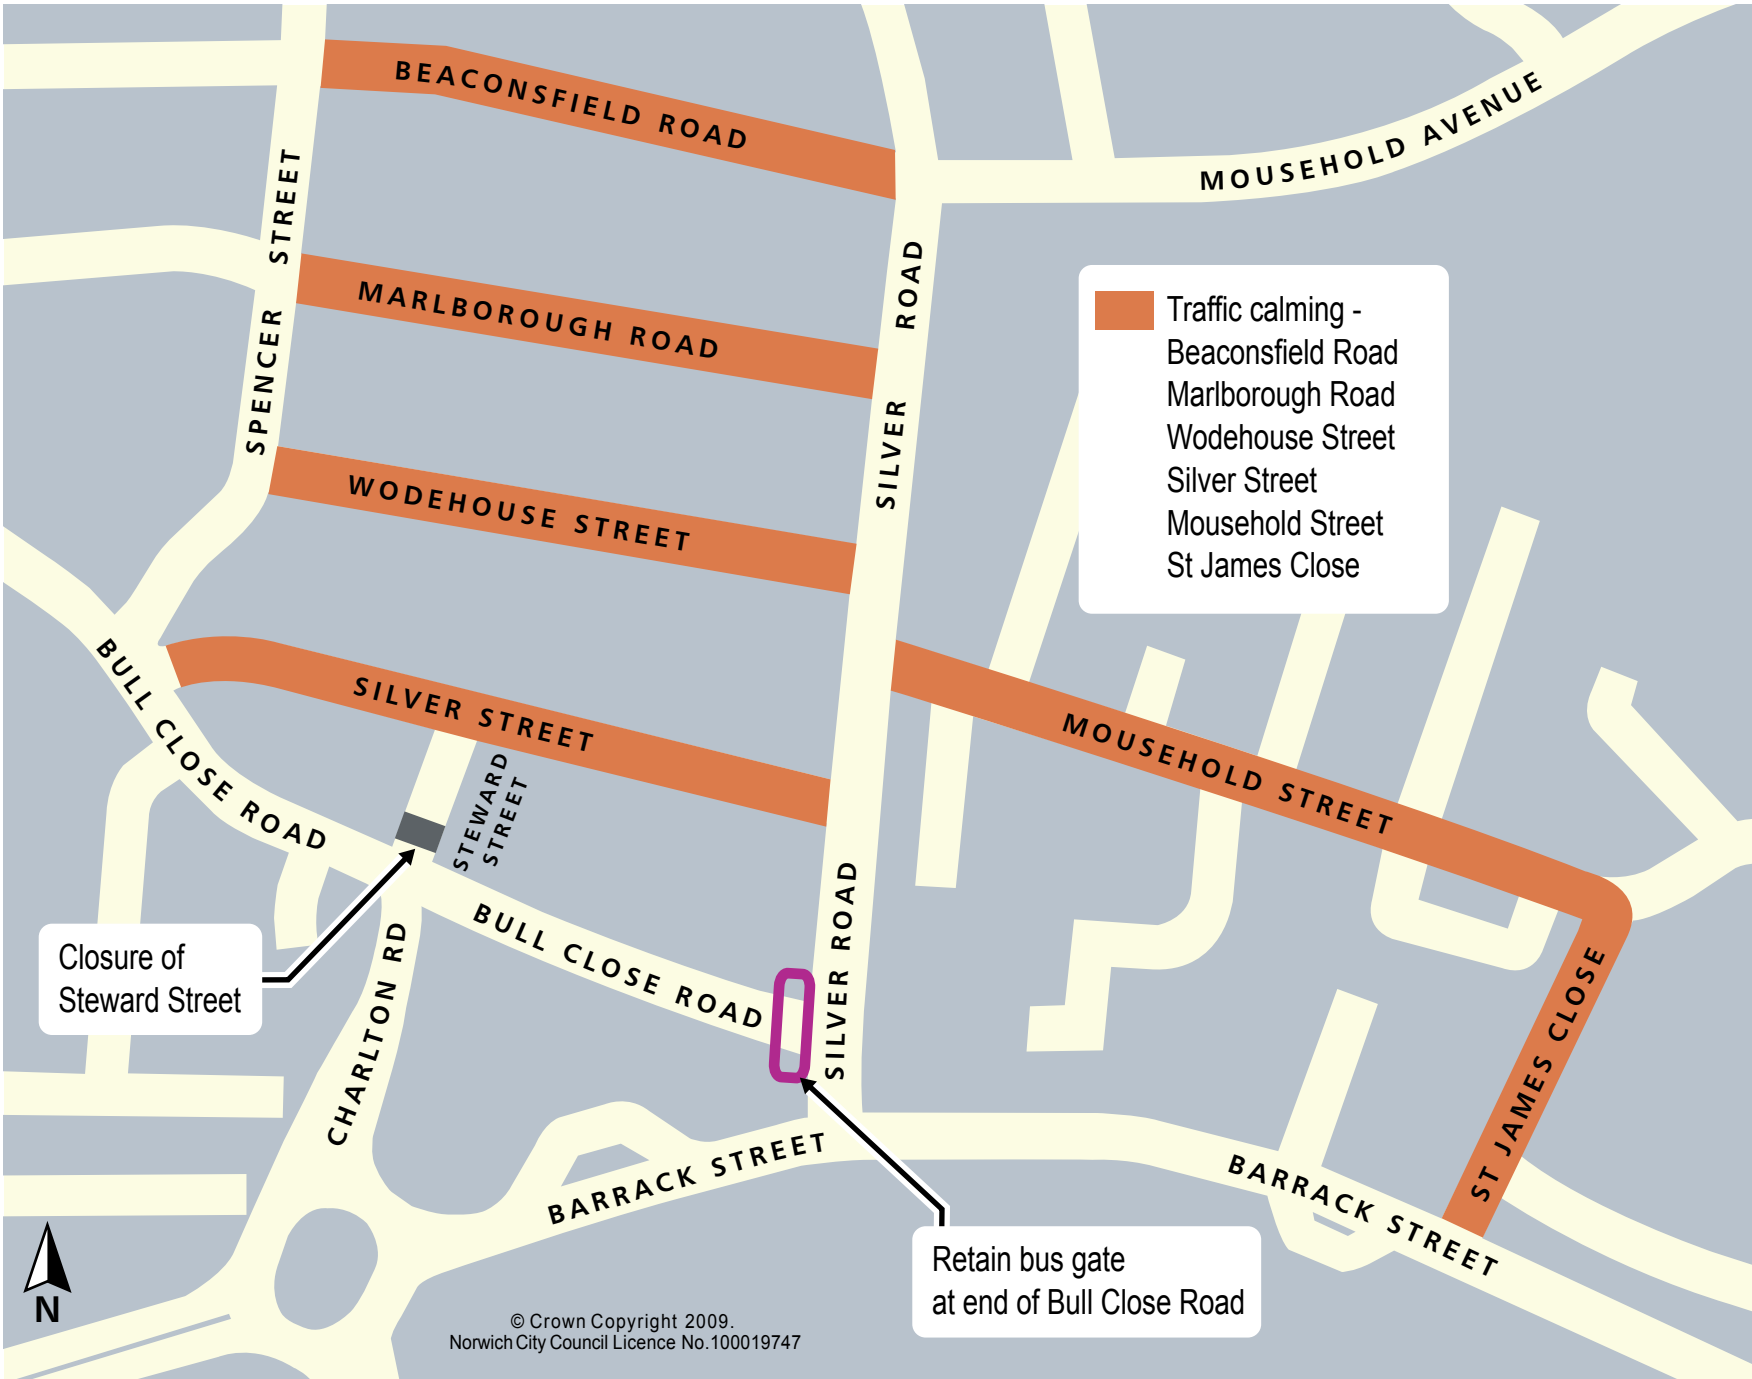 BEACONSFIELD ROAD
MOUSEHOLD AVENUE
SPENCER STREET
MARLBOROUGH ROAD
SILVER ROAD
Traffic calming -
Beaconsfield Road
Marlborough Road
Wodehouse Street
Silver Street
Mousehold Street
St James Close
WODEHOUSE STREET
BULL CLOSE ROAD
SILVER STREET
STEWARD
STREET
MOUSEHOLD STREET
Closure of
Steward Street
BULL CLOSE ROAD
SILVER ROAD
CHARLTON RD
ST JAMES CLOSE
BARRACK STREET
BARRACK STREET
Retain bus gate
at end of Bull Close Road
N
© Crown Copyright 2009.
Norwich City Council Licence No.100019747